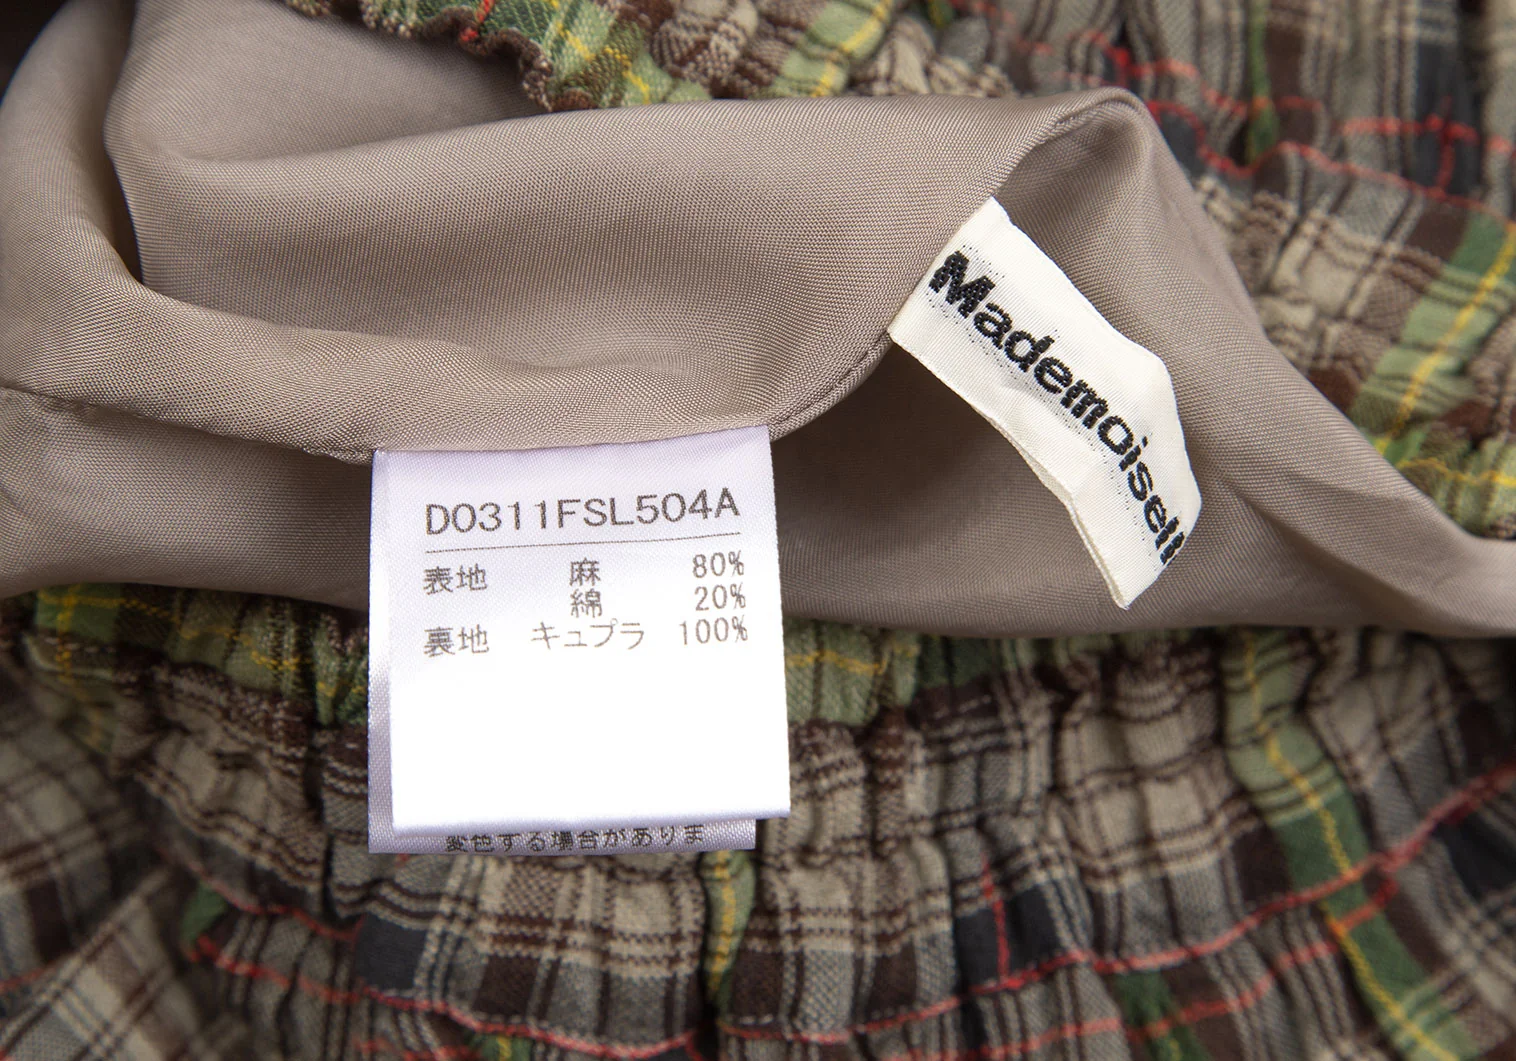 Mademoisell
D0311FSL504A
表地 麻 80%
綿 20%
裏地 キュプラ 100%
変色する場合がありま